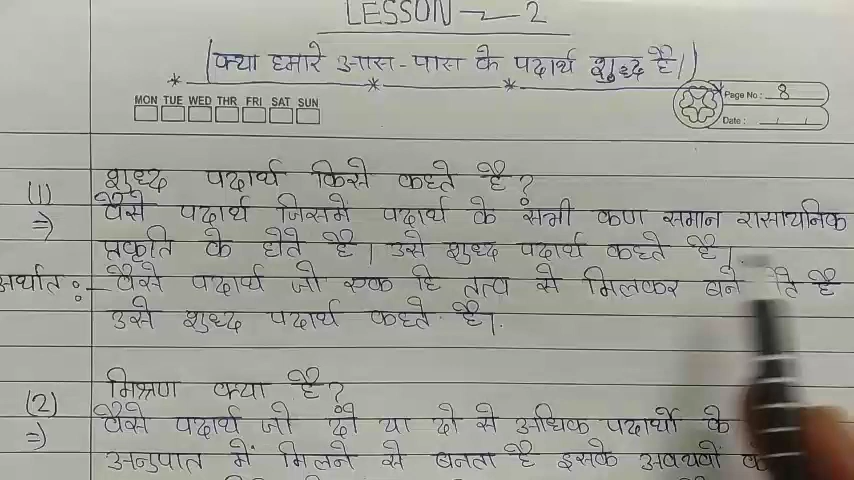 LESSON - 2
(क्या हमारे आस-पास के पदार्थ शुध्द है।)
MON TUE WED THR FRI SAT SUN
Page No: 8
Date:
(1) शुध्द पदार्थ किसे कहते है?
⇒ वैसे पदार्थ जिसमें पदार्थ के सभी कण समान रासायनिक
प्रकृति के होते है। उसे शुध्द पदार्थ कहते है।
अर्थात :- वैसे पदार्थ जो एक हि तत्व से मिलकर बने है
उसे शुध्द पदार्थ कहते है।
(2) मिश्रण क्या है?
⇒ वैसे पदार्थ जो दो या दो से अधिक पदार्थो के
अनुपात में मिलने से बनता है इसके अवयवों